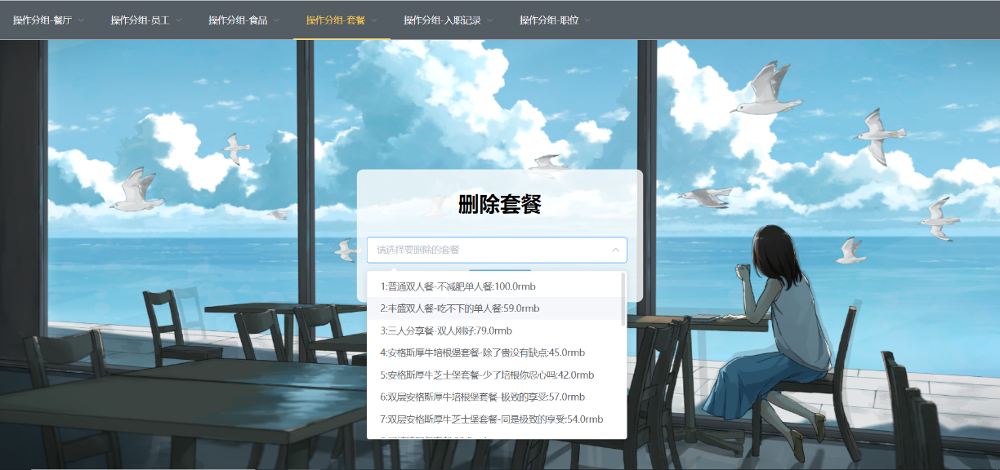 操作分组-餐厅
操作分组-员工
操作分组-食品
操作分组-套餐
操作分组-入职记录
操作分组-职位
删除套餐
请选择要删除的套餐
1:普通双人餐-不减肥单人餐:100.0rmb
2:丰盛双人餐-吃不下的单人餐:59.0rmb
3:三人分享餐-双人刚好:79.0rmb
4:安格斯厚牛培根堡套餐-除了贵没有缺点:45.0rmb
5:安格斯厚牛芝士堡套餐-少了培根你忍心吗:42.0rmb
6:双层安格斯厚牛培根堡套餐-极致的享受:57.0rmb
7:双层安格斯厚牛芝士堡套餐-同是极致的享受:54.0rmb